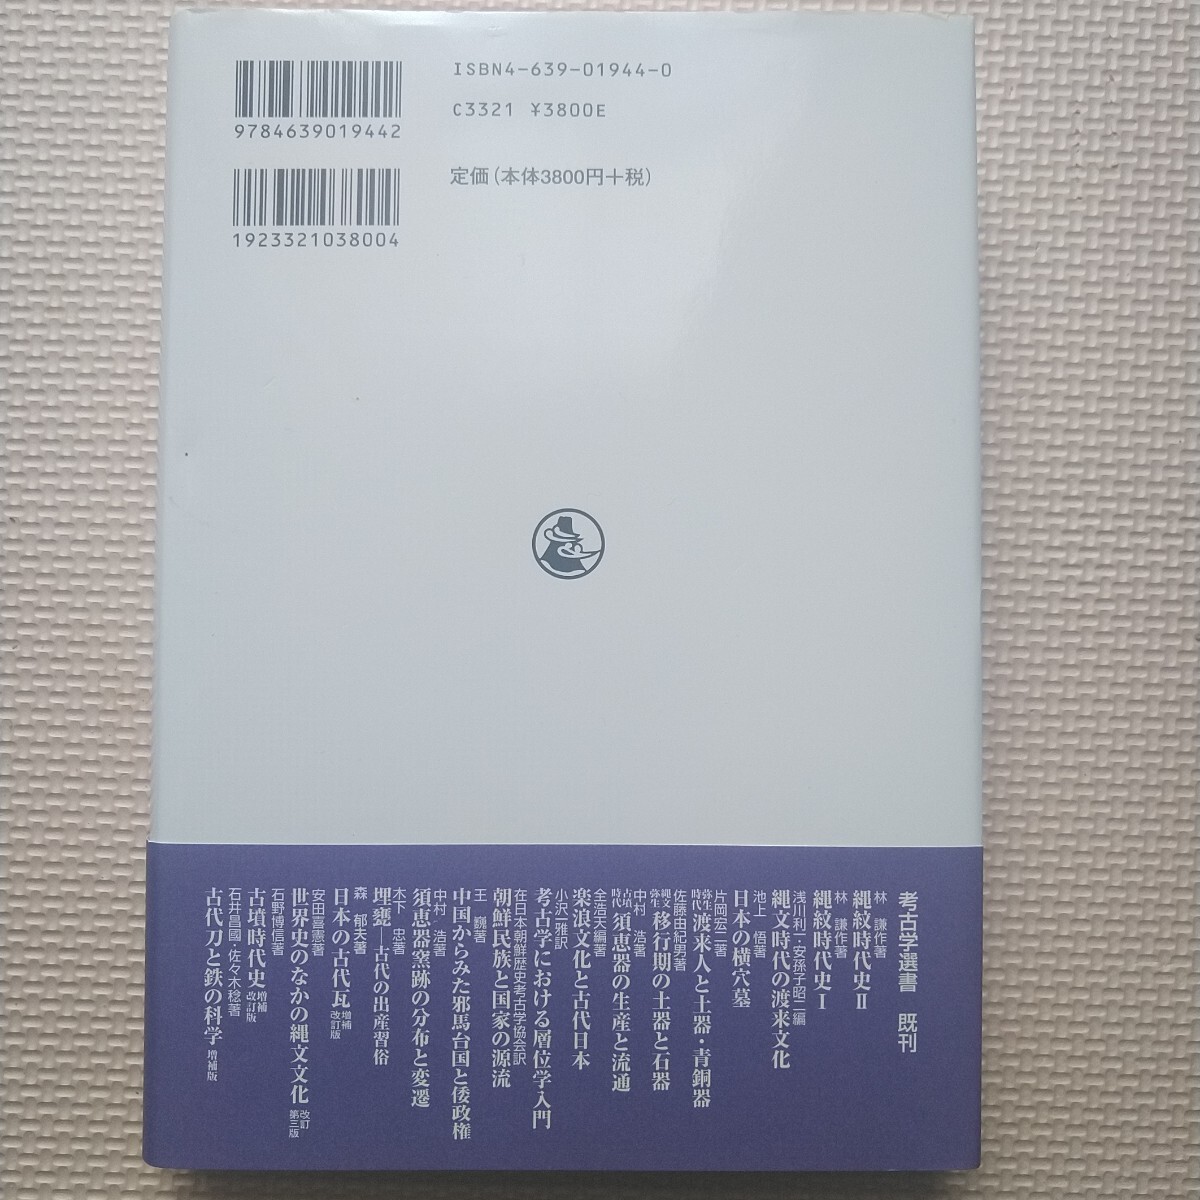 ISBN4-639-01944-0
C3321 ¥3800E
9784639019442
定価(本体3800円+税)
1923321038004
考古学選書 既刊
林 謙作著
縄紋時代史Ⅱ
林 謙作著
縄紋時代史Ⅰ
浅川利一・安孫子昭二編
縄文時代の渡来文化
池上 悟著
日本の横穴墓
片岡宏二著
弥生時代 渡来人と土器・青銅器
佐藤由紀男著
縄文弥生 移行期の土器と石器
中村 浩著
古墳時代 須恵器の生産と流通
全浩天編著
楽浪文化と古代日本
小沢一雅訳
考古学における層位学入門
在日本朝鮮歴史考古学協会訳
朝鮮民族と国家の源流
王 巍著
中国からみた邪馬台国と倭政権
中村 浩著
須恵器窯跡の分布と変遷
木下 忠著
埋甕―古代の出産習俗
森 郁夫著
日本の古代瓦 増補改訂版
安田喜憲著
世界史のなかの縄文文化 改訂第三版
石野博信著
古墳時代史 増補改訂版
石井昌國・佐々木稔著
古代刀と鉄の科学 増補版